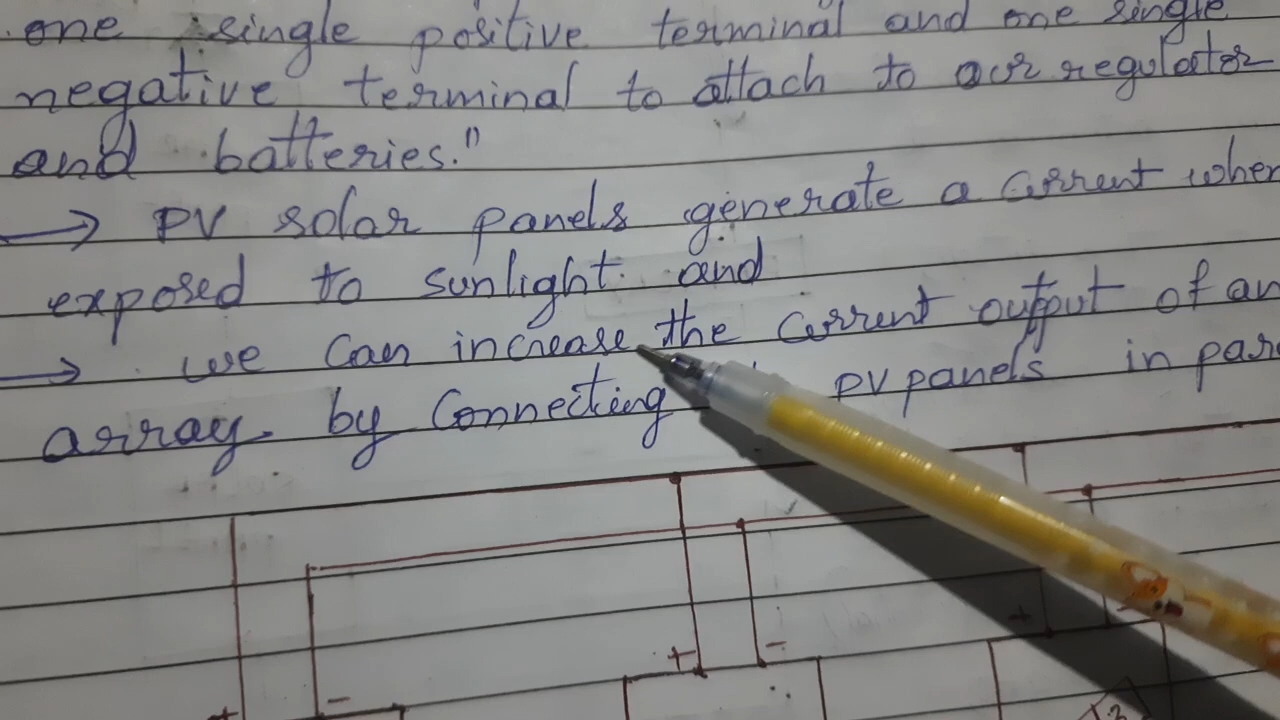 one single positive terminal and one single
negative terminal to attach to our regulator
and batteries."
→ PV solar panels generate a current when
exposed to sunlight and
→ we can increase the current output of an
array by connecting PV panels in
+ -
+ -
+